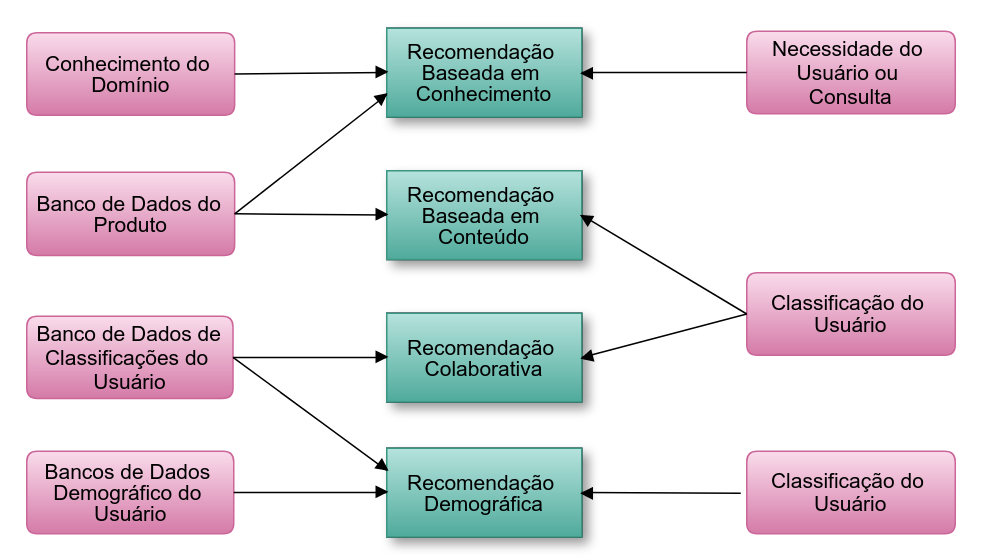 Conhecimento do
Domínio
Recomendação
Baseada em
Conhecimento
Necessidade do
Usuário ou
Consulta
Banco de Dados do
Produto
Recomendação
Baseada em
Conteúdo
Classificação do
Usuário
Banco de Dados de
Classificações do
Usuário
Recomendação
Colaborativa
Bancos de Dados
Demográfico do
Usuário
Recomendação
Demográfica
Classificação do
Usuário